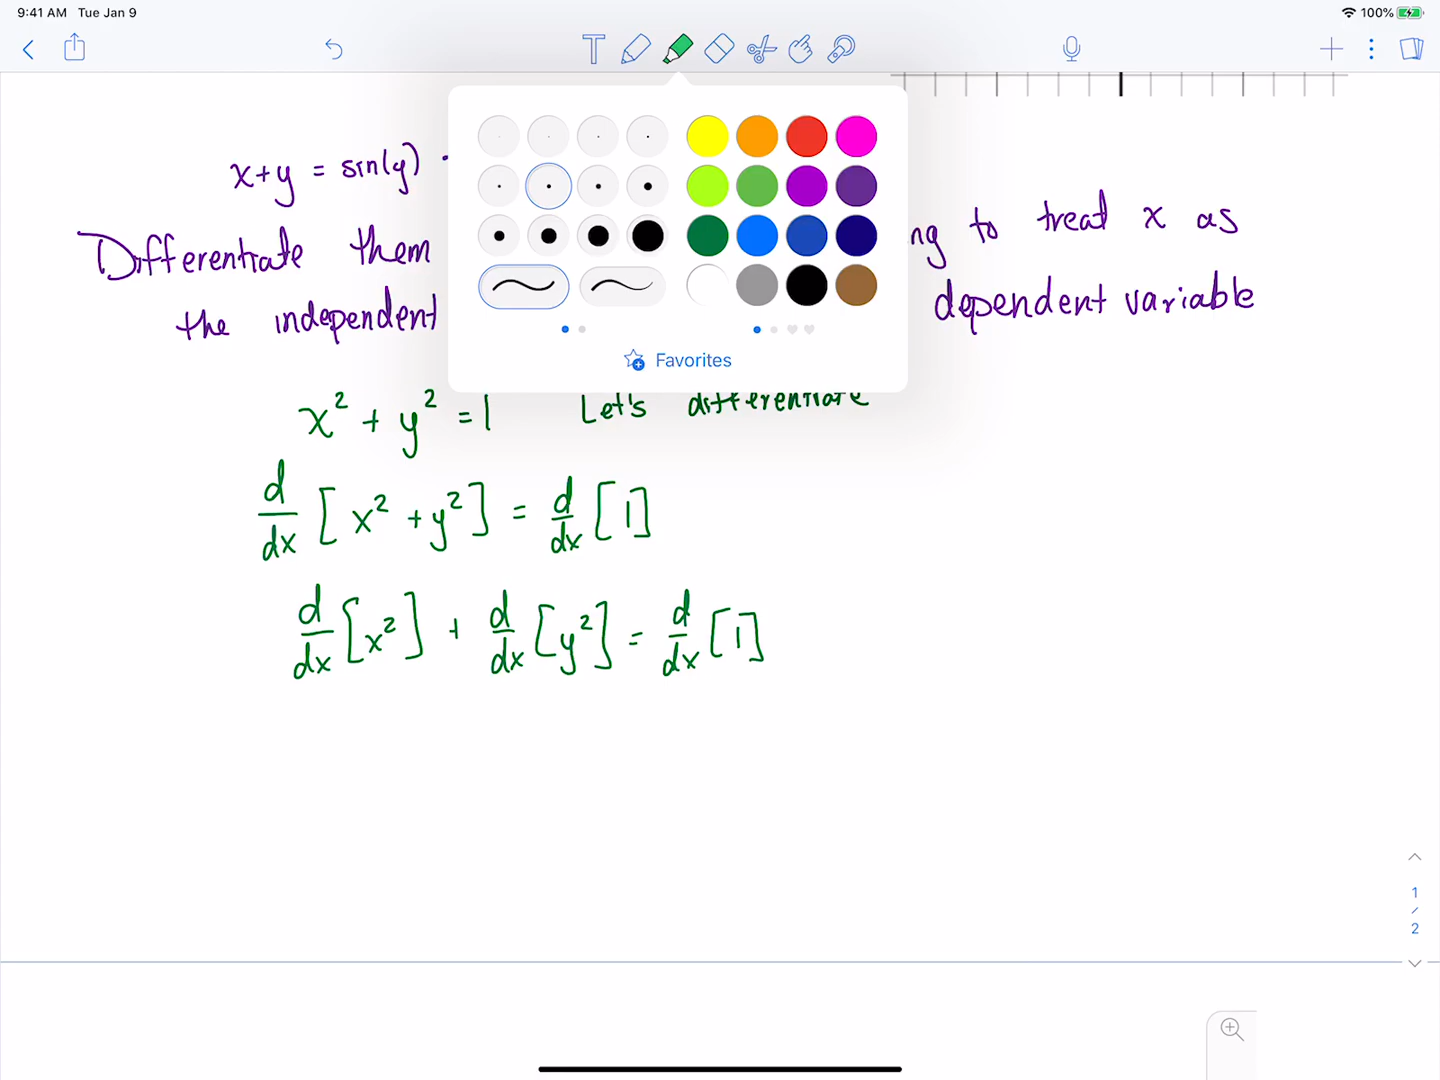 9:41 AM Tue Jan 9
100%
T
x+y = sin(y)
Differentiate them ng to treat x as
the independent dependent variable
Favorites
x² + y² = 1 Let's differentiate
d/dx [x² + y²] = d/dx [1]
d/dx [x²] + d/dx [y²] = d/dx [1]
1
/
2